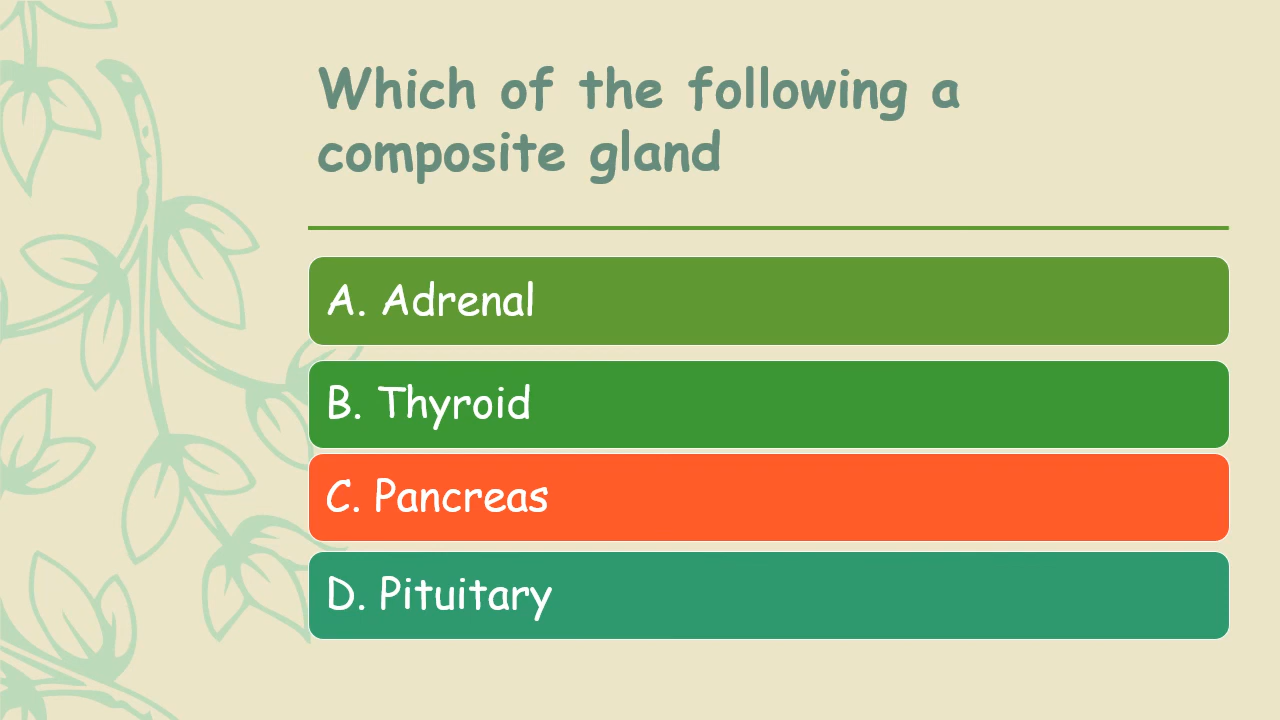 Which of the following a
composite gland
A. Adrenal
B. Thyroid
C. Pancreas
D. Pituitary